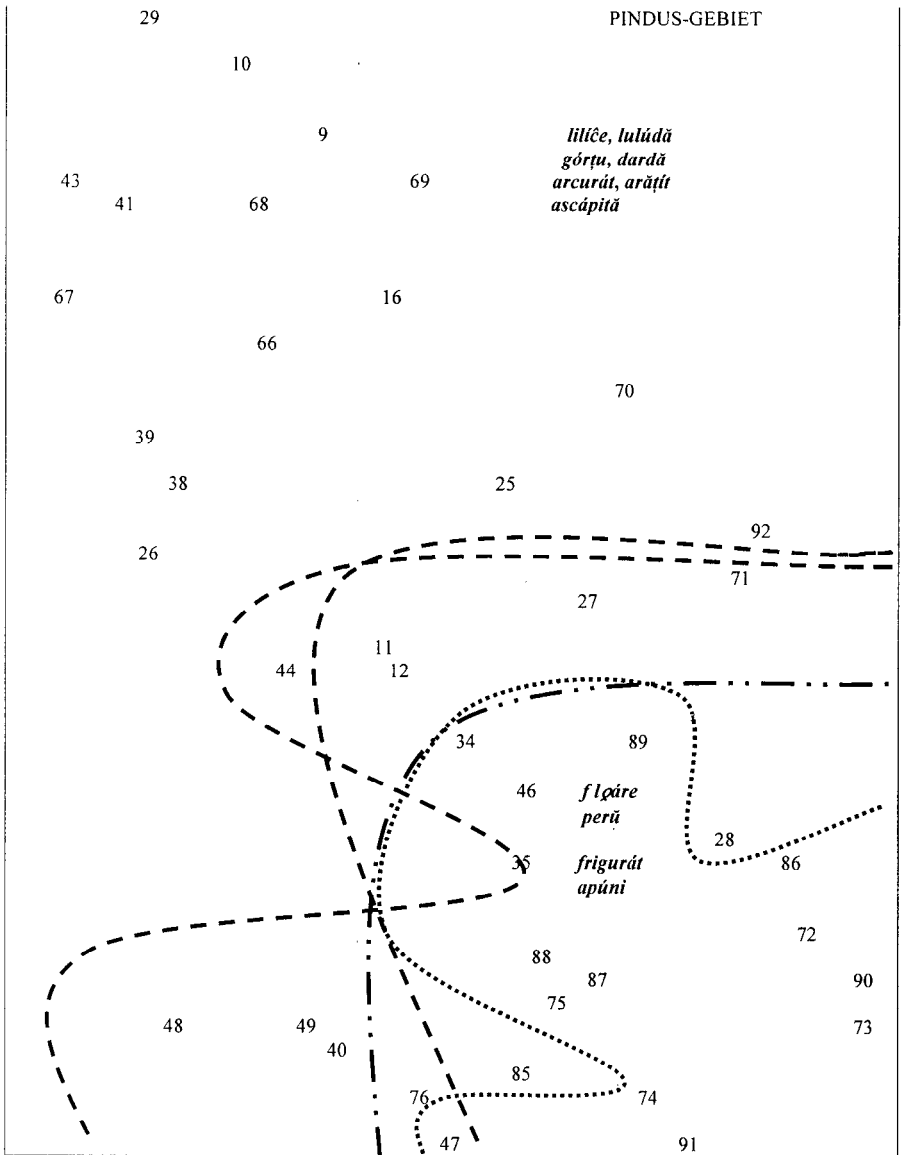 29 PINDUS-GEBIET
10
9 lilíĉe, lulúdă
górțu, dardă
43 69 arcurát, arățít
41 68 ascápită
67 16
66
70
39
38 25
92
26
71
27
11
44 12
34 89
46 flǫáre
perŭ
28
35 frigurát 86
apúni
72
88
87 90
75
48 49 73
40
85
76 74
47 91